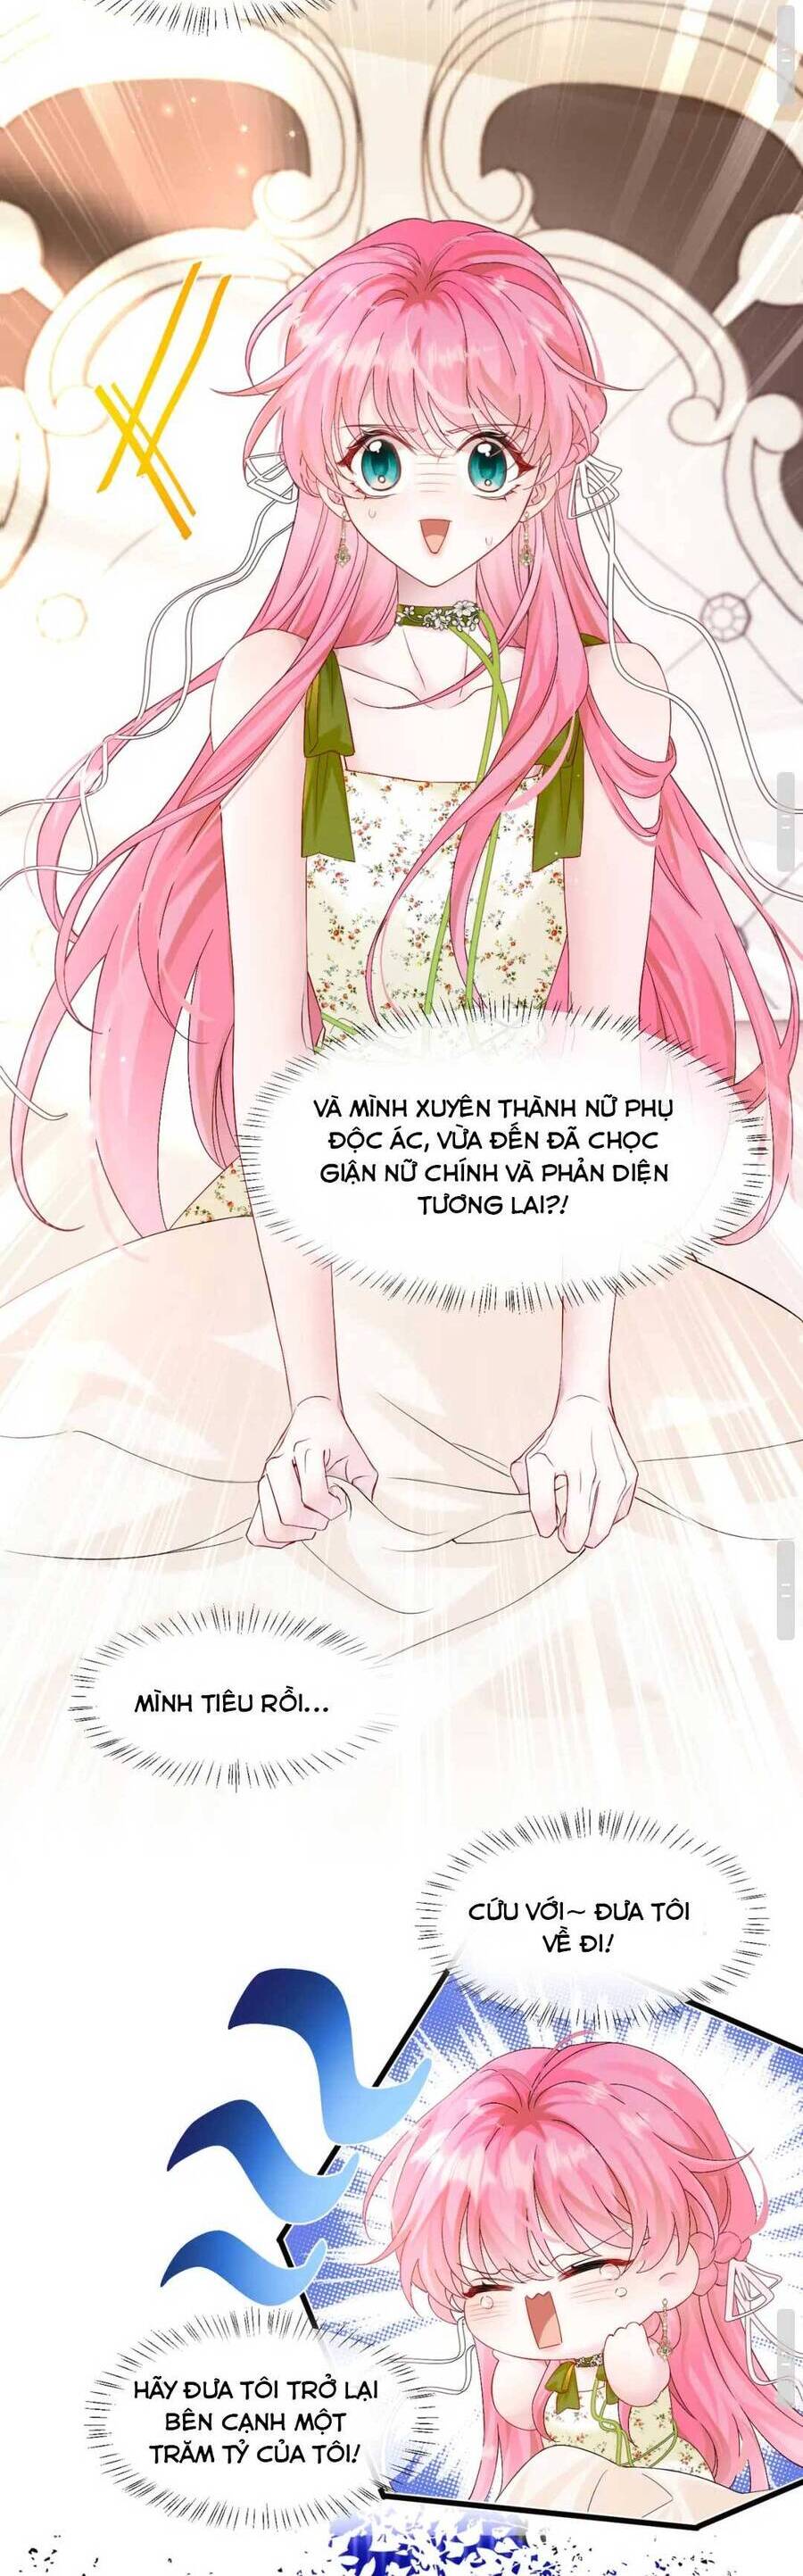 VÀ MÌNH XUYÊN THÀNH NỮ PHỤ
ĐỘC ÁC, VỪA ĐẾN ĐÃ CHỌC
GIẬN NỮ CHÍNH VÀ PHẢN DIỆN
TƯƠNG LAI?!
MÌNH TIÊU RỒI...
CỨU VỚI~ ĐƯA TÔI
VỀ ĐI!
HÃY ĐƯA TÔI TRỞ LẠI
BÊN CẠNH MỘT
TRĂM TỶ CỦA TÔI!